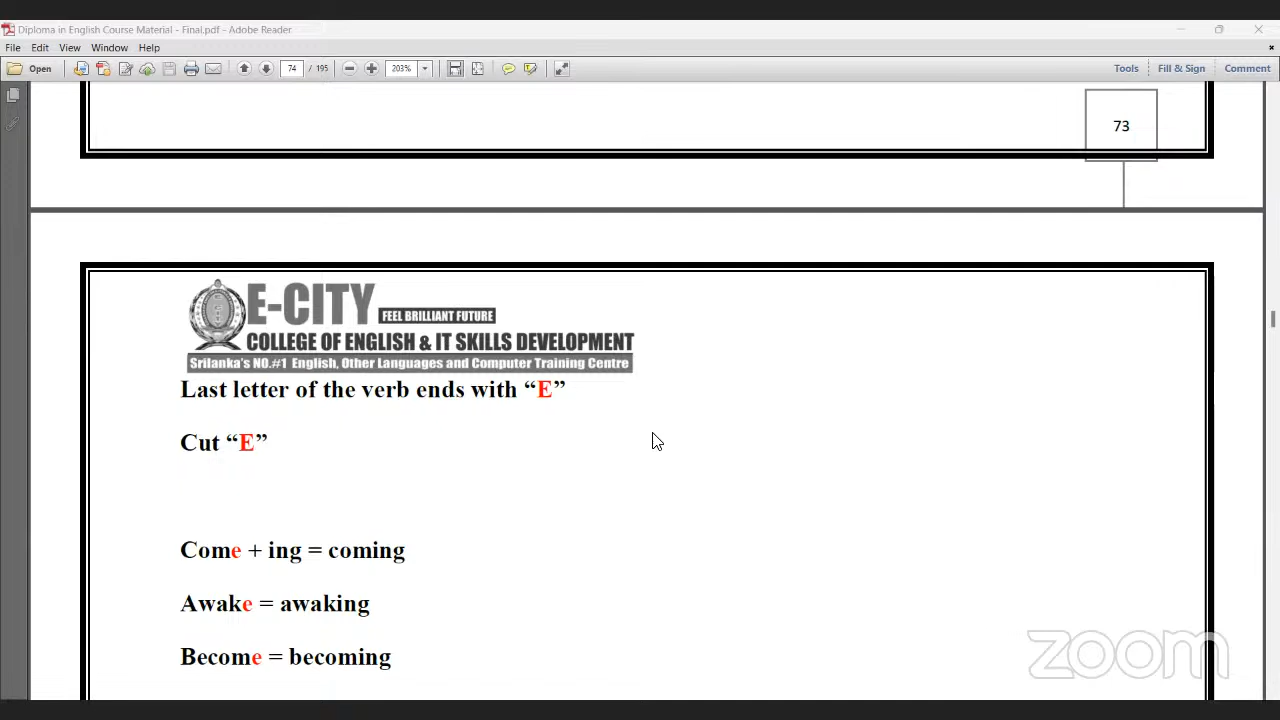 Diploma in English Course Material - Final.pdf - Adobe Reader
File Edit View Window Help
Open 74 / 195 203% Tools Fill & Sign Comment
73
E-CITY FEEL BRILLIANT FUTURE
COLLEGE OF ENGLISH & IT SKILLS DEVELOPMENT
Srilanka's NO.#1 English, Other Languages and Computer Training Centre
Last letter of the verb ends with “E”
Cut “E”
Come + ing = coming
Awake = awaking
Become = becoming
zoom